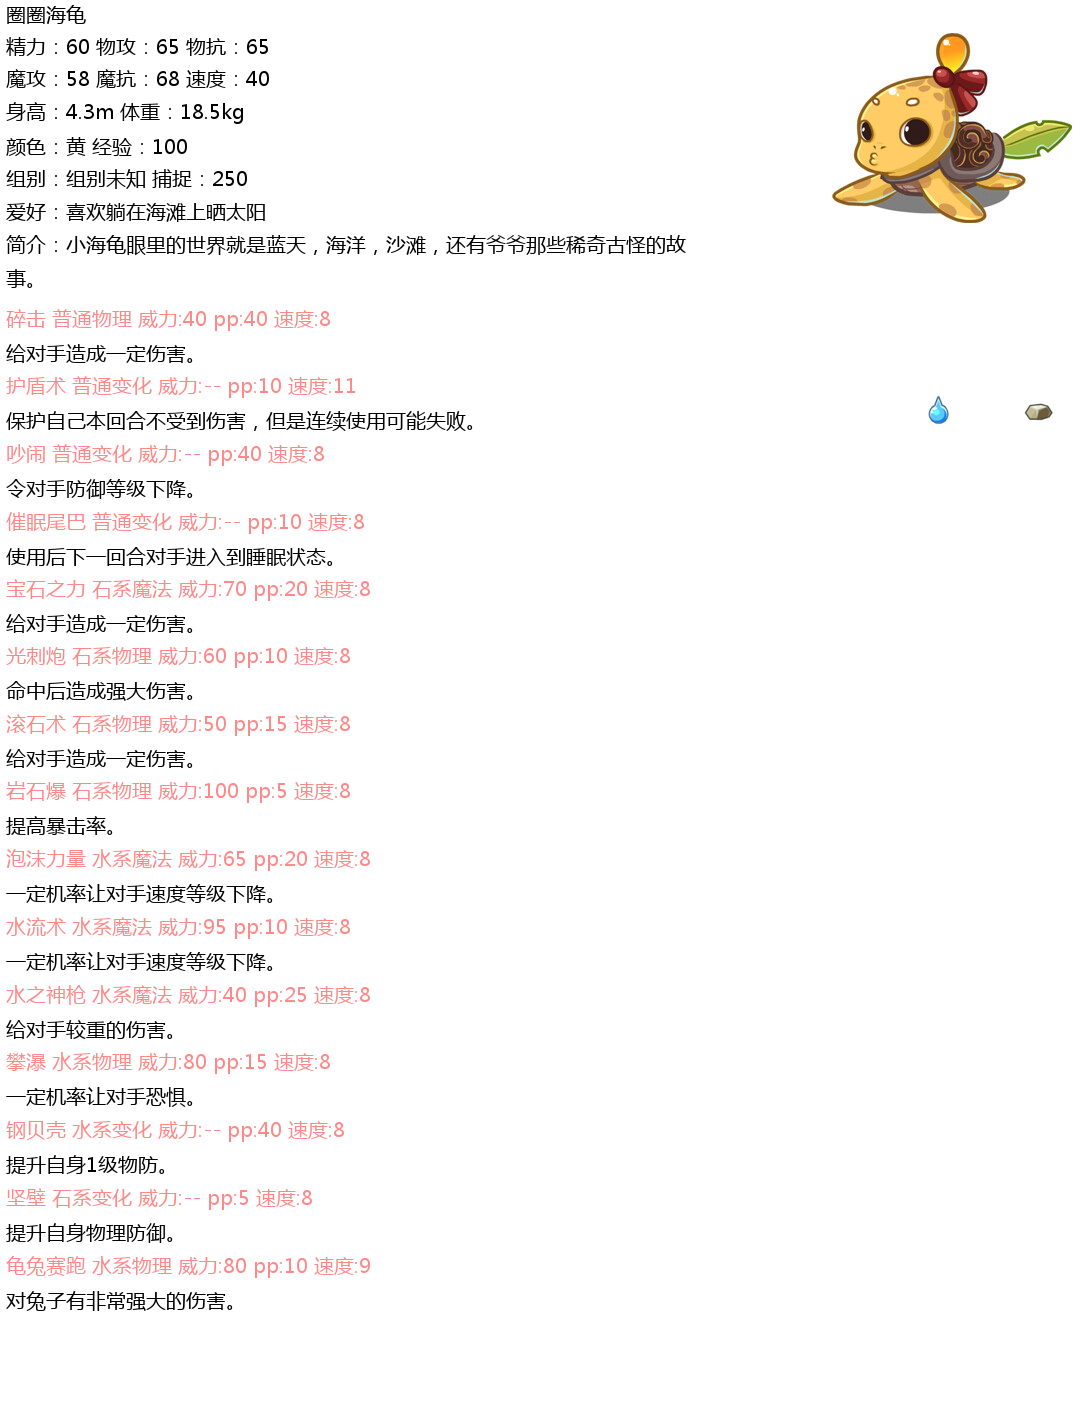 圈圈海龟
精力：60 物攻：65 物抗：65
魔攻：58 魔抗：68 速度：40
身高：4.3m 体重：18.5kg
颜色：黄 经验：100
组别：组别未知 捕捉：250
爱好：喜欢躺在海滩上晒太阳
简介：小海龟眼里的世界就是蓝天，海洋，沙滩，还有爷爷那些稀奇古怪的故
事。
碎击 普通物理 威力:40 pp:40 速度:8
给对手造成一定伤害。
护盾术 普通变化 威力:-- pp:10 速度:11
保护自己本回合不受到伤害，但是连续使用可能失败。
吵闹 普通变化 威力:-- pp:40 速度:8
令对手防御等级下降。
催眠尾巴 普通变化 威力:-- pp:10 速度:8
使用后下一回合对手进入到睡眠状态。
宝石之力 石系魔法 威力:70 pp:20 速度:8
给对手造成一定伤害。
光刺炮 石系物理 威力:60 pp:10 速度:8
命中后造成强大伤害。
滚石术 石系物理 威力:50 pp:15 速度:8
给对手造成一定伤害。
岩石爆 石系物理 威力:100 pp:5 速度:8
提高暴击率。
泡沫力量 水系魔法 威力:65 pp:20 速度:8
一定机率让对手速度等级下降。
水流术 水系魔法 威力:95 pp:10 速度:8
一定机率让对手速度等级下降。
水之神枪 水系魔法 威力:40 pp:25 速度:8
给对手较重的伤害。
攀瀑 水系物理 威力:80 pp:15 速度:8
一定机率让对手恐惧。
钢贝壳 水系变化 威力:-- pp:40 速度:8
提升自身1级物防。
坚壁 石系变化 威力:-- pp:5 速度:8
提升自身物理防御。
龟兔赛跑 水系物理 威力:80 pp:10 速度:9
对兔子有非常强大的伤害。